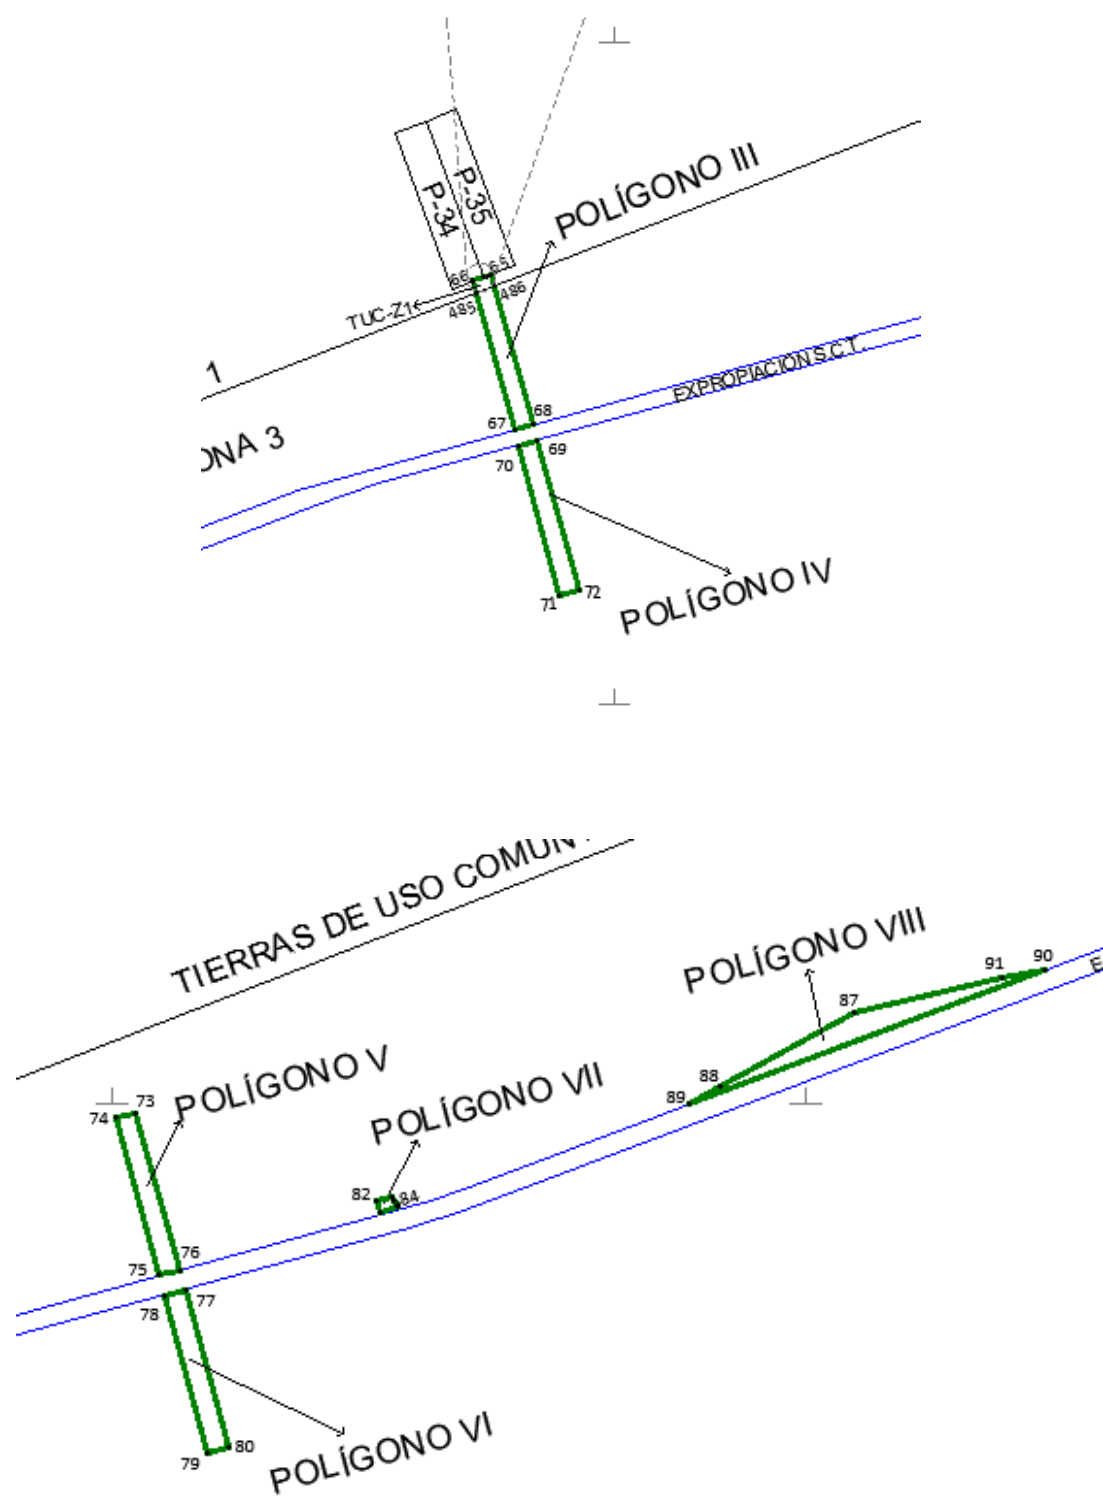 P-34
P-35
POLÍGONO III
66
65
485
486
TUC-Z1
1
ONA 3
EXPROPIACIÓN S.C.T.
67
68
70
69
71
72
POLÍGONO IV
TIERRAS DE USO COMÚN
POLÍGONO VIII
91
90
87
88
89
POLÍGONO V
74
73
POLÍGONO VII
82
84
75
76
78
77
79
80
POLÍGONO VI